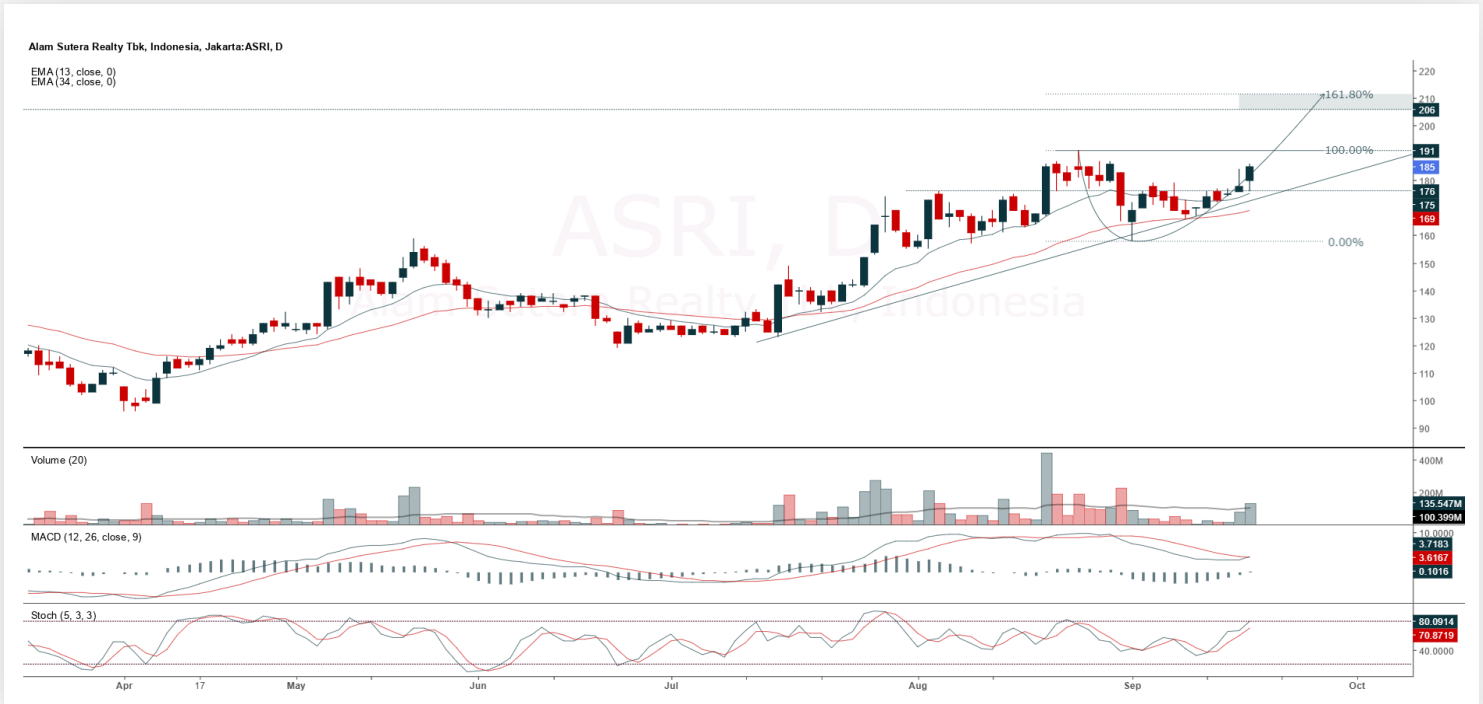 Alam Sutera Realty Tbk, Indonesia, Jakarta:ASRI, D
EMA (13, close, 0)
EMA (34, close, 0)
220
161.80%
210
206
200
100.00%
191
185
180
176
175
169
ASRI, D
160
0.00%
150
140
Alam Sutera Realty Tbk, Indonesia
130
120
110
100
90
Volume (20)
400M
200M
135.547M
100.399M
MACD (12, 26, close, 9)
10.0000
3.7183
3.6167
0.1016
Stoch (5, 3, 3)
80.0914
70.8719
40.0000
Apr 17 May Jun Jul Aug Sep Oct